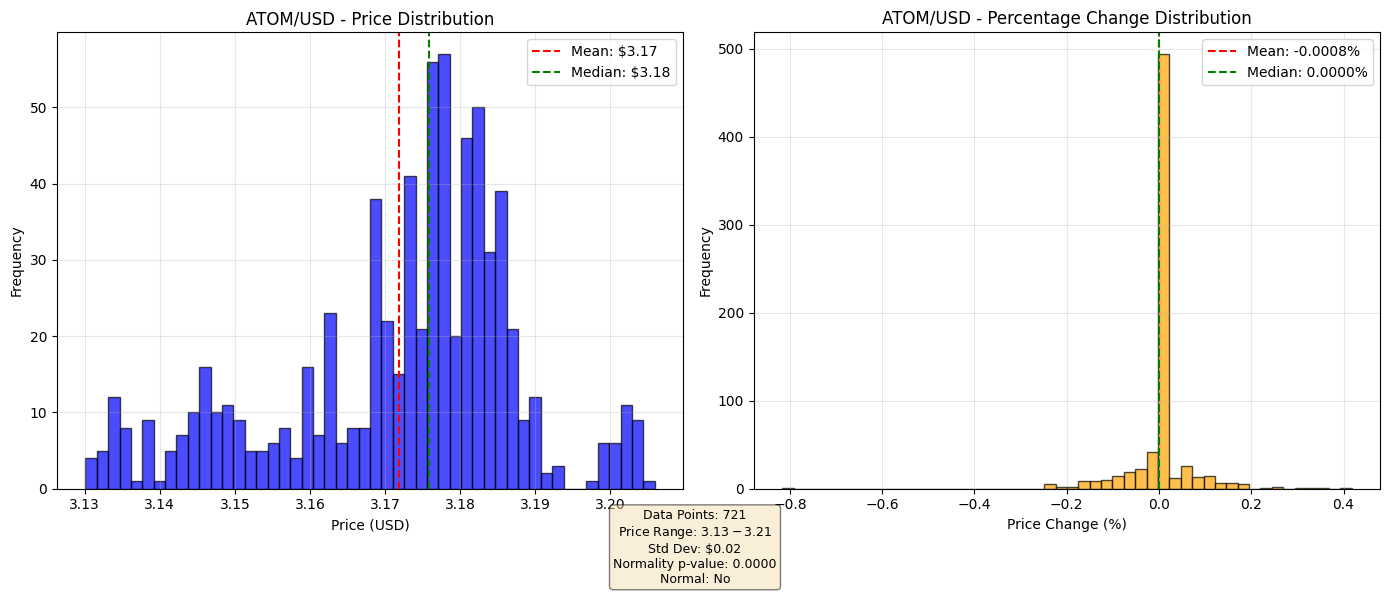 ATOM/USD - Price Distribution
Mean: $3.17
Median: $3.18
Frequency
50
40
30
20
10
0
3.13 3.14 3.15 3.16 3.17 3.18 3.19 3.20
Price (USD)
ATOM/USD - Percentage Change Distribution
Mean: -0.0008%
Median: 0.0000%
Frequency
500
400
300
200
100
0
−0.8 −0.6 −0.4 −0.2 0.0 0.2 0.4
Price Change (%)
Data Points: 721
Price Range: 3.13 − 3.21
Std Dev: $0.02
Normality p-value: 0.0000
Normal: No